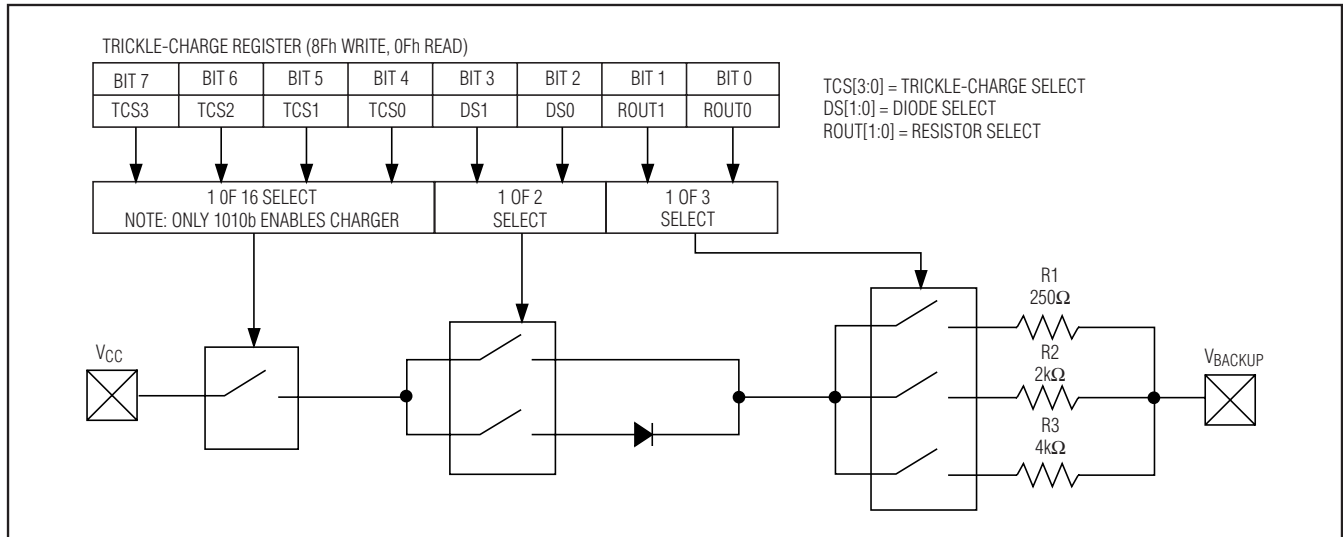 TRICKLE-CHARGE REGISTER (8Fh WRITE, 0Fh READ)
BIT 7 BIT 6 BIT 5 BIT 4 BIT 3 BIT 2 BIT 1 BIT 0
TCS3 TCS2 TCS1 TCS0 DS1 DS0 ROUT1 ROUT0
TCS[3:0] = TRICKLE-CHARGE SELECT
DS[1:0] = DIODE SELECT
ROUT[1:0] = RESISTOR SELECT
1 0F 16 SELECT
NOTE: ONLY 1010b ENABLES CHARGER
1 OF 2
SELECT
1 OF 3
SELECT
VCC
R1
250Ω
R2
2kΩ
R3
4kΩ
VBACKUP